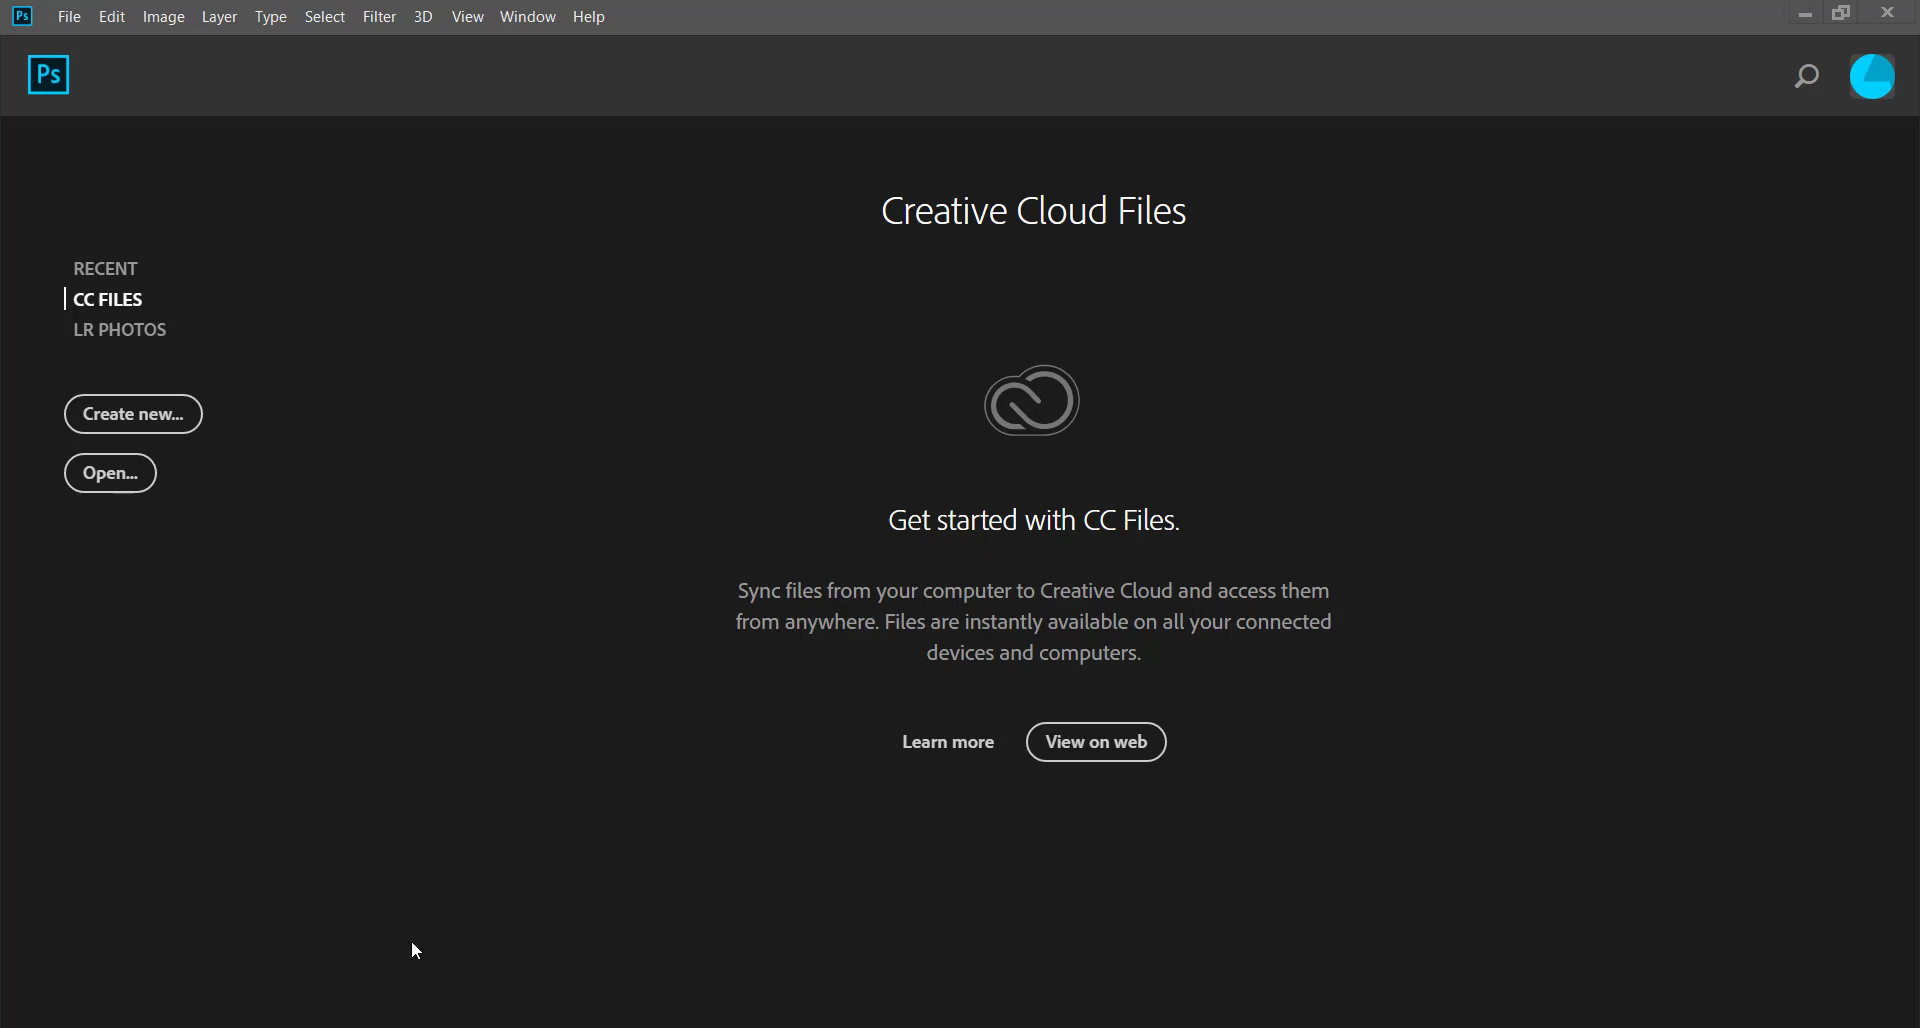 Ps File Edit Image Layer Type Select Filter 3D View Window Help
Ps
Creative Cloud Files
RECENT
CC FILES
LR PHOTOS
Create new...
Open...
Get started with CC Files.
Sync files from your computer to Creative Cloud and access them
from anywhere. Files are instantly available on all your connected
devices and computers.
Learn more View on web